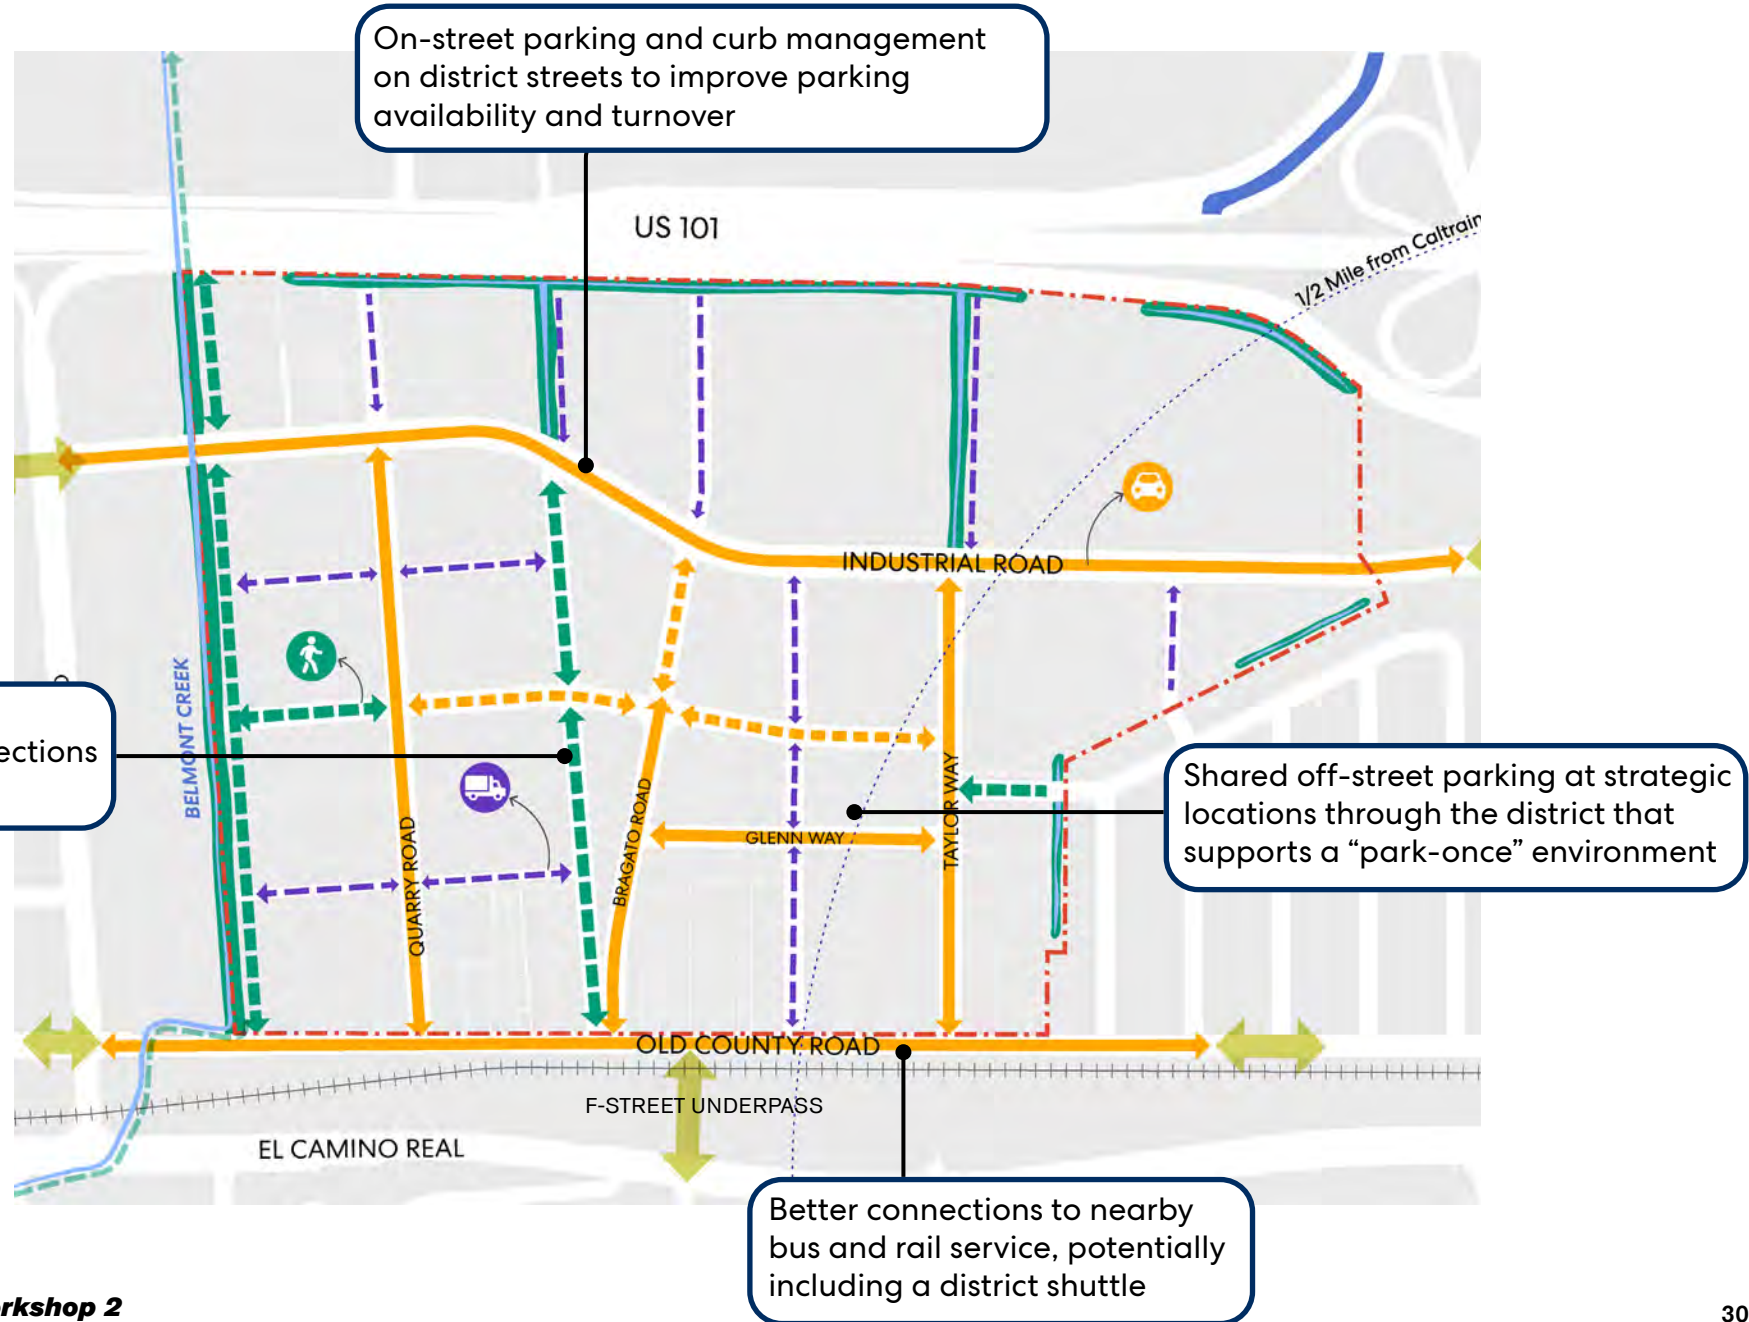 On-street parking and curb management
on district streets to improve parking
availability and turnover
US 101
1/2 Mile from Caltrain
INDUSTRIAL ROAD
BELMONT CREEK
QUARRY ROAD
BRAGATO ROAD
GLENN WAY
TAYLOR WAY
Shared off-street parking at strategic
locations through the district that
supports a “park-once” environment
OLD COUNTY ROAD
F-STREET UNDERPASS
EL CAMINO REAL
Better connections to nearby
bus and rail service, potentially
including a district shuttle
2
30